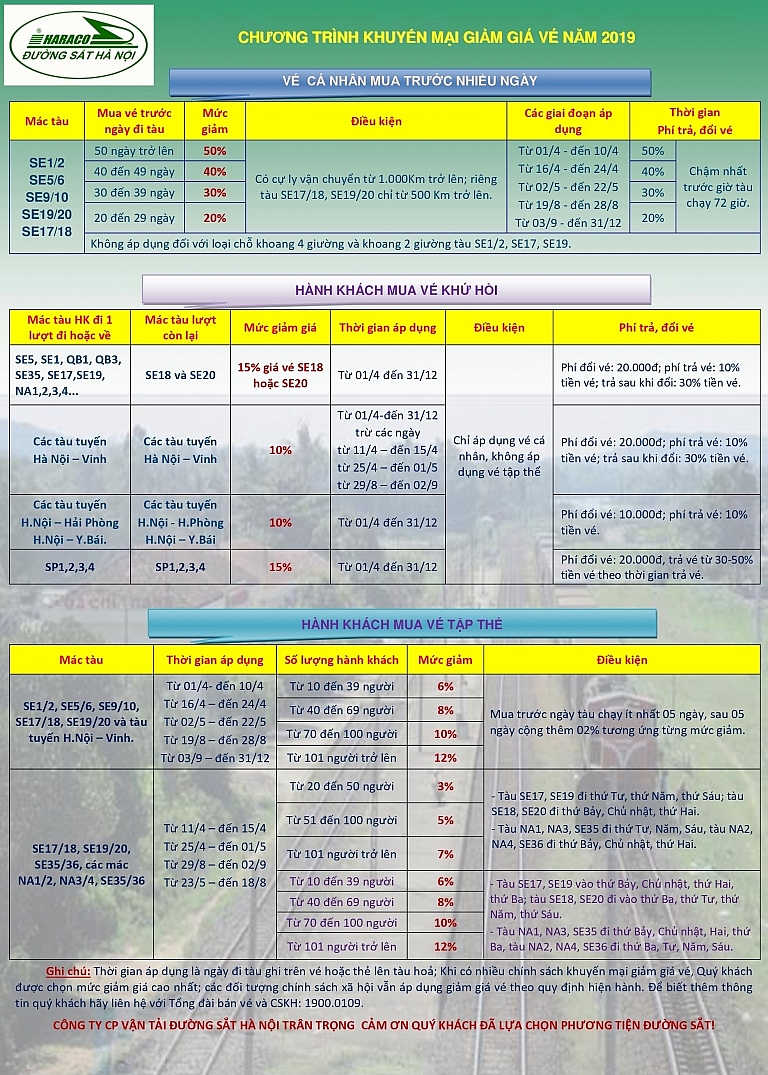 HARACO
ĐƯỜNG SẮT HÀ NỘI
CHƯƠNG TRÌNH KHUYẾN MẠI GIẢM GIÁ VÉ NĂM 2019
VÉ CÁ NHÂN MUA TRƯỚC NHIỀU NGÀY
Mác tàu
Mua vé trước
ngày đi tàu
Mức
giảm
Điều kiện
Các giai đoạn áp
dụng
Thời gian
Phí trả, đổi vé
SE1/2
SE5/6
SE9/10
SE19/20
SE17/18
50 ngày trở lên
50%
40 đến 49 ngày
40%
30 đến 39 ngày
30%
20 đến 29 ngày
20%
Có cự ly vận chuyển từ 1.000Km trở lên; riêng
tàu SE17/18, SE19/20 chỉ từ 500 Km trở lên.
Từ 01/4 - đến 10/4
Từ 16/4 - đến 24/4
Từ 02/5 - đến 22/5
Từ 19/8 - đến 28/8
Từ 03/9 - đến 31/12
50%
40%
30%
20%
Chậm nhất
trước giờ tàu
chạy 72 giờ.
Không áp dụng đối với loại chỗ khoang 4 giường và khoang 2 giường tàu SE1/2, SE17, SE19.
HÀNH KHÁCH MUA VÉ KHỨ HỒI
Mác tàu HK đi 1
lượt đi hoặc về
Mác tàu lượt
còn lại
Mức giảm giá
Thời gian áp dụng
Điều kiện
Phí trả, đổi vé
SE5, SE1, QB1, QB3,
SE35, SE17,SE19,
NA1,2,3,4...
SE18 và SE20
15% giá vé SE18
hoặc SE20
Từ 01/4 đến 31/12
Phí đổi vé: 20.000đ; phí trả vé: 10%
tiền vé; trả sau khi đổi: 30% tiền vé.
Các tàu tuyến
Hà Nội – Vinh
Các tàu tuyến
Hà Nội – Vinh
10%
Từ 01/4-đến 31/12
trừ các ngày
từ 11/4 – đến 15/4
từ 25/4 – đến 01/5
từ 29/8 – đến 02/9
Chỉ áp dụng vé cá
nhân, không áp
dụng vé tập thể
Phí đổi vé: 20.000đ; phí trả vé: 10%
tiền vé; trả sau khi đổi: 30% tiền vé.
Các tàu tuyến
H.Nội – Hải Phòng
H.Nội – Y.Bái.
Các tàu tuyến
H.Nội - H.Phòng
H.Nội – Y.Bái
10%
Từ 01/4 đến 31/12
Phí đổi vé: 10.000đ; phí trả vé: 10%
tiền vé.
SP1,2,3,4
SP1,2,3,4
15%
Từ 01/4 đến 31/12
Phí đổi vé: 20.000đ, trả vé từ 30-50%
tiền vé theo thời gian trả vé.
HÀNH KHÁCH MUA VÉ TẬP THỂ
Mác tàu
Thời gian áp dụng
Số lượng hành khách
Mức giảm
Điều kiện
SE1/2, SE5/6, SE9/10,
SE17/18, SE19/20 và tàu
tuyến H.Nội – Vinh.
Từ 01/4- đến 10/4
Từ 16/4 – đến 24/4
Từ 02/5 – đến 22/5
Từ 19/8 – đến 28/8
Từ 03/9 – đến 31/12
Từ 10 đến 39 người
6%
Từ 40 đến 69 người
8%
Từ 70 đến 100 người
10%
Từ 101 người trở lên
12%
Mua trước ngày tàu chạy ít nhất 05 ngày, sau 05
ngày cộng thêm 02% tương ứng từng mức giảm.
SE17/18, SE19/20,
SE35/36, các mác
NA1/2, NA3/4, SE35/36
Từ 11/4 – đến 15/4
Từ 25/4 – đến 01/5
Từ 29/8 – đến 02/9
Từ 23/5 – đến 18/8
Từ 20 đến 50 người
3%
Từ 51 đến 100 người
5%
Từ 101 người trở lên
7%
- Tàu SE17, SE19 đi thứ Tư, thứ Năm, thứ Sáu; tàu
SE18, SE20 đi thứ Bảy, Chủ nhật, thứ Hai.
- Tàu NA1, NA3, SE35 đi thứ Tư, Năm, Sáu, tàu NA2,
NA4, SE36 đi thứ Bảy, Chủ nhật, thứ Hai.
Từ 10 đến 39 người
6%
Từ 40 đến 69 người
8%
Từ 70 đến 100 người
10%
Từ 101 người trở lên
12%
- Tàu SE17, SE19 vào thứ Bảy, Chủ nhật, thứ Hai,
thứ Ba; tàu SE18, SE20 đi vào thứ Ba, thứ Tư, thứ
Năm, thứ Sáu.
- Tàu NA1, NA3, SE35 đi thứ Bảy, Chủ nhật, Hai, thứ
Ba, tàu NA2, NA4, SE36 đi thứ Ba, Tư, Năm, Sáu.
Ghi chú: Thời gian áp dụng là ngày đi tàu ghi trên vé hoặc thẻ lên tàu hoả; Khi có nhiều chính sách khuyến mại giảm giá vé, Quý khách
được chọn mức giảm giá cao nhất; các đối tượng chính sách xã hội vẫn áp dụng giảm giá vé theo quy định hiện hành. Để biết thêm thông
tin quý khách hãy liên hệ với Tổng đài bán vé và CSKH: 1900.0109.
CÔNG TY CP VẬN TẢI ĐƯỜNG SẮT HÀ NỘI TRÂN TRỌNG CẢM ƠN QUÝ KHÁCH ĐÃ LỰA CHỌN PHƯƠNG TIỆN ĐƯỜNG SẮT!